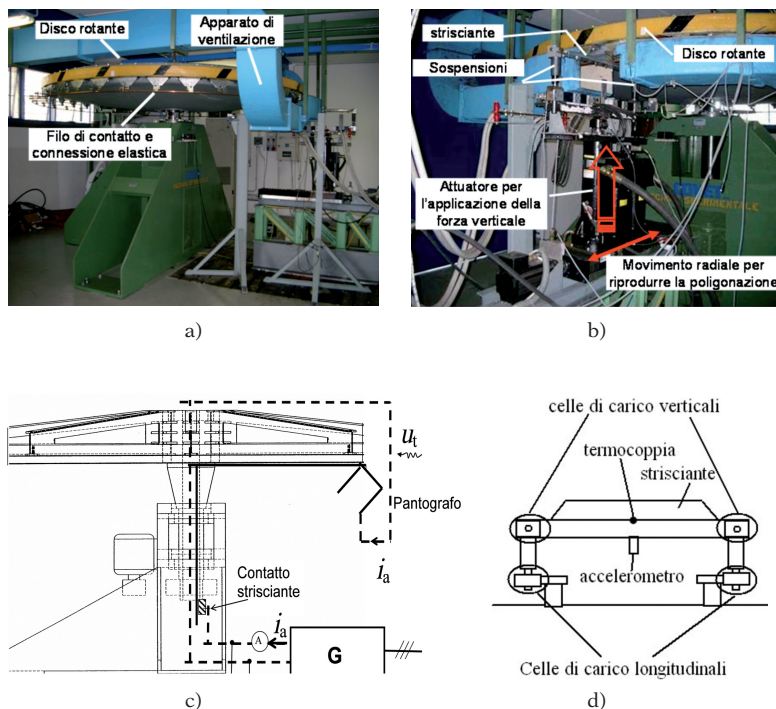 Disco rotante
Apparato di
ventilazione
Filo di contatto e
connessione elastica
a)
strisciante
Disco rotante
Sospensioni
Attuatore per
l'applicazione della
forza verticale
Movimento radiale per
riprodurre la poligonazione
b)
u_t
Pantografo
i_a
Contatto
strisciante
i_a
A
G
c)
celle di carico verticali
termocoppia
strisciante
accelerometro
Celle di carico longitudinali
d)